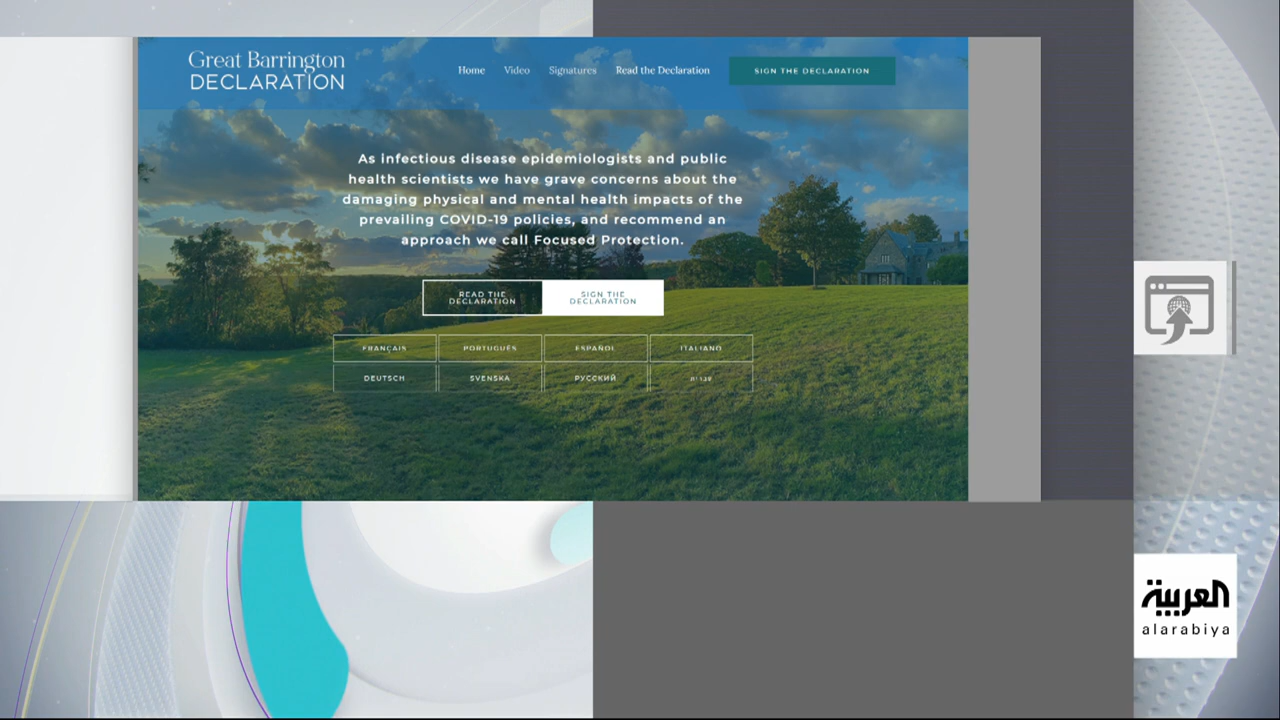 Great Barrington
DECLARATION
Home Video Signatures Read the Declaration SIGN THE DECLARATION
As infectious disease epidemiologists and public
health scientists we have grave concerns about the
damaging physical and mental health impacts of the
prevailing COVID-19 policies, and recommend an
approach we call Focused Protection.
READ THE
DECLARATION
SIGN THE
DECLARATION
FRANÇAIS PORTUGUÊS ESPAÑOL ITALIANO
DEUTSCH SVENSKA РУССКИЙ
العربية
alarabiya